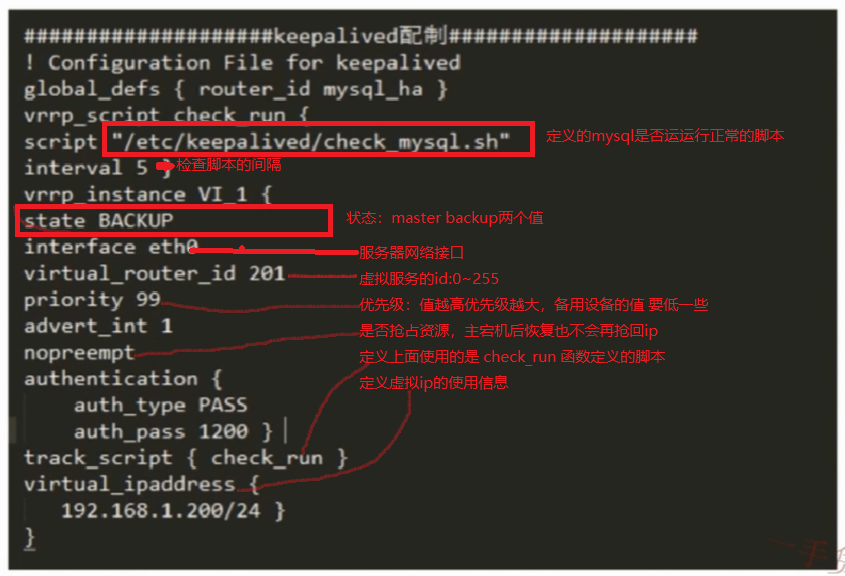 ####################keepalived配制####################
! Configuration File for keepalived
global_defs { router_id mysql_ha }
vrrp_script check_run {
script "/etc/keepalived/check_mysql.sh" 定义的mysql是否运运行正常的脚本
interval 5 } 检查脚本的间隔
vrrp_instance VI_1 {
state BACKUP 状态：master backup两个值
interface eth0 服务器网络接口
virtual_router_id 201 虚拟服务的id:0~255
priority 99 优先级：值越高优先级越大，备用设备的值 要低一些
advert_int 1 是否抢占资源，主宕机后恢复也不会再抢回ip
nopreempt 定义上面使用的是 check_run 函数定义的脚本
authentication { 定义虚拟ip的使用信息
auth_type PASS
auth_pass 1200 }
track_script { check_run }
virtual_ipaddress {
192.168.1.200/24 }
}